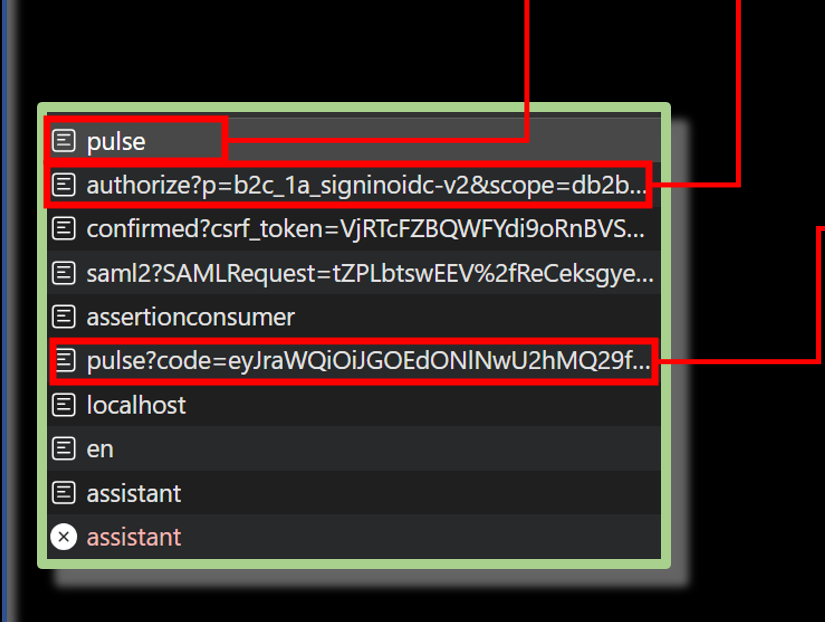 pulse
authorize?p=b2c_1a_signinoidc-v2&scope=db2b...
confirmed?csrf_token=VjRTcFZBQWFYdi9oRnBVS...
saml2?SAMLRequest=tZPLbtswEEV%2fReCeksgye...
assertionconsumer
pulse?code=eyJraWQiOiJGOEdONlNwU2hMQ29f...
localhost
en
assistant
assistant